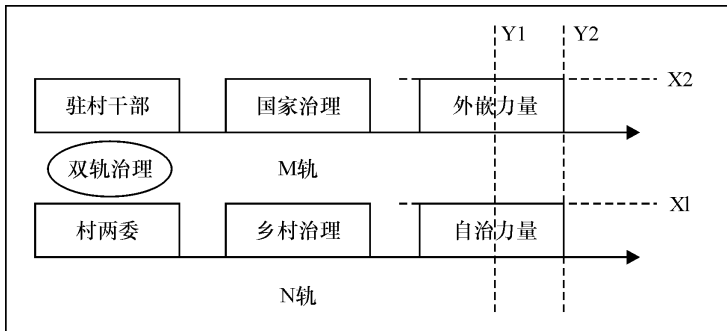 Y1 Y2
X2
驻村干部 国家治理 外嵌力量
双轨治理 M轨
X1
村两委 乡村治理 自治力量
N轨